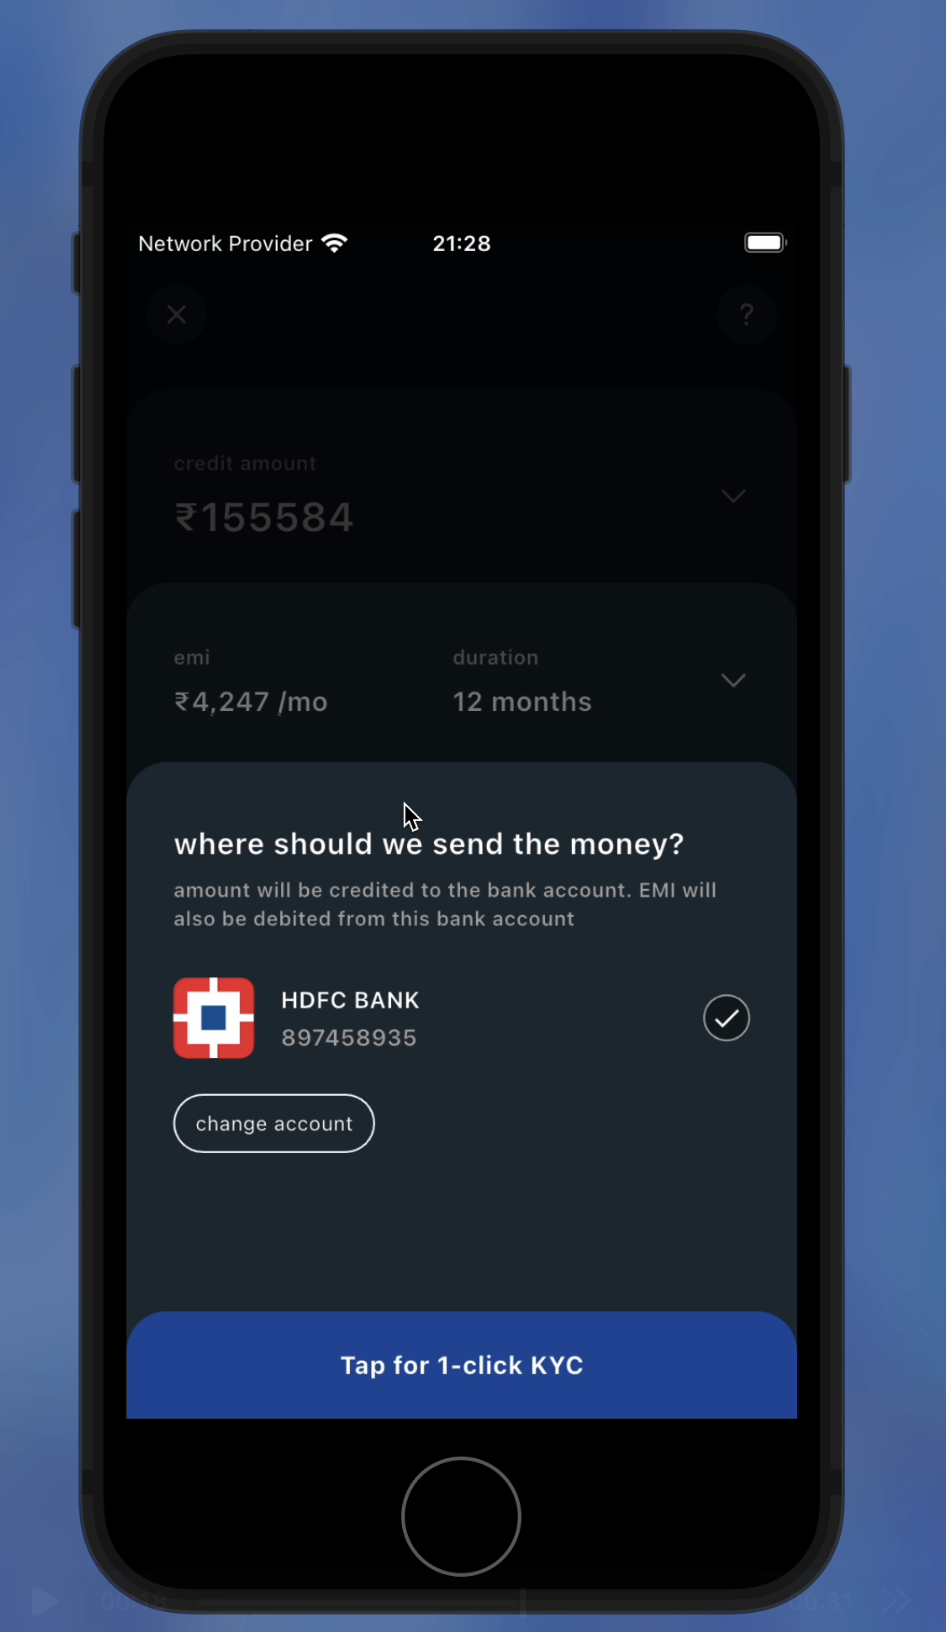 Network Provider 21:28
?
credit amount
₹155584
emi duration
₹4,247 /mo 12 months
where should we send the money?
amount will be credited to the bank account. EMI will
also be debited from this bank account
HDFC BANK
897458935
change account
Tap for 1-click KYC
00:31